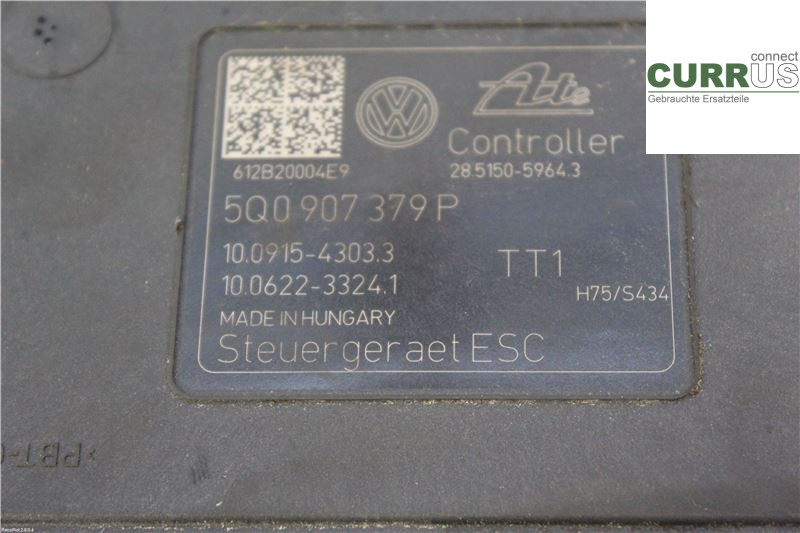 connect
CURRUS
Gebrauchte Ersatzteile
Ate
Controller
612B20004E9
28.5150-5964.3
5Q0 907 379 P
10.0915-4303.3
TT1
10.0622-3324.1
H75/S434
MADE IN HUNGARY
Steuergeraet ESC